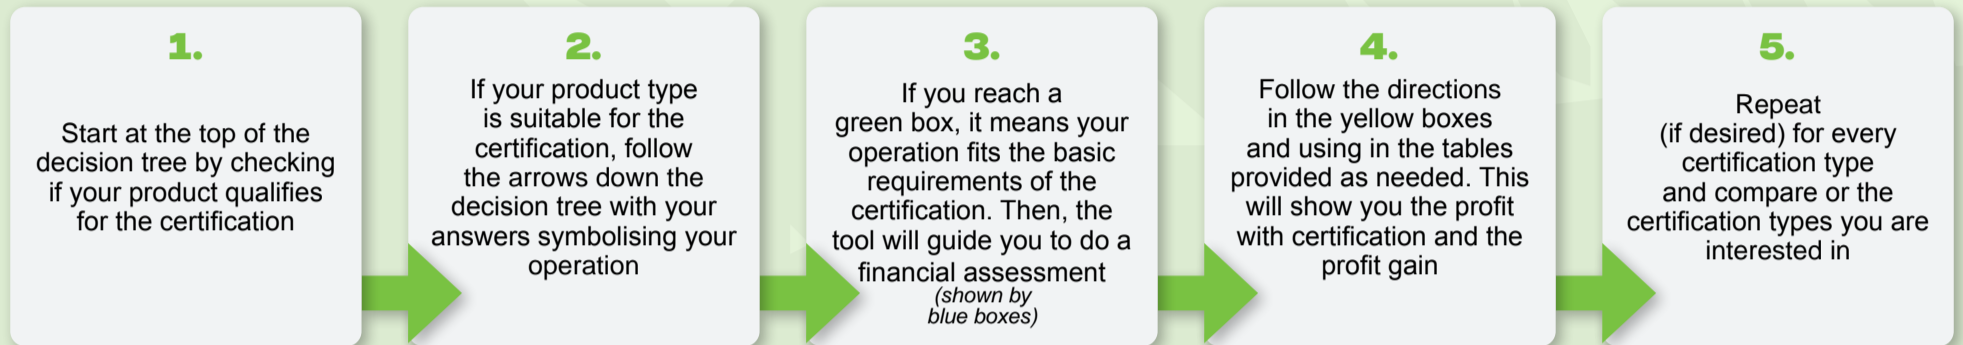 1.
Start at the top of the
decision tree by checking
if your product qualifies
for the certification
2.
If your product type
is suitable for the
certification, follow
the arrows down the
decision tree with your
answers symbolising your
operation
3.
If you reach a
green box, it means your
operation fits the basic
requirements of the
certification. Then, the
tool will guide you to do a
financial assessment
(shown by
blue boxes)
4.
Follow the directions
in the yellow boxes
and using in the tables
provided as needed. This
will show you the profit
with certification and the
profit gain
5.
Repeat
(if desired) for every
certification type
and compare or the
certification types you are
interested in